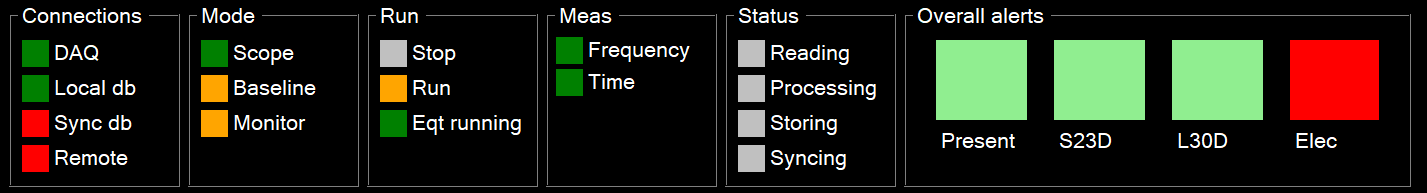 Connections
DAQ
Local db
Sync db
Remote
Mode
Scope
Baseline
Monitor
Run
Stop
Run
Eqt running
Meas
Frequency
Time
Status
Reading
Processing
Storing
Syncing
Overall alerts
Present
S23D
L30D
Elec